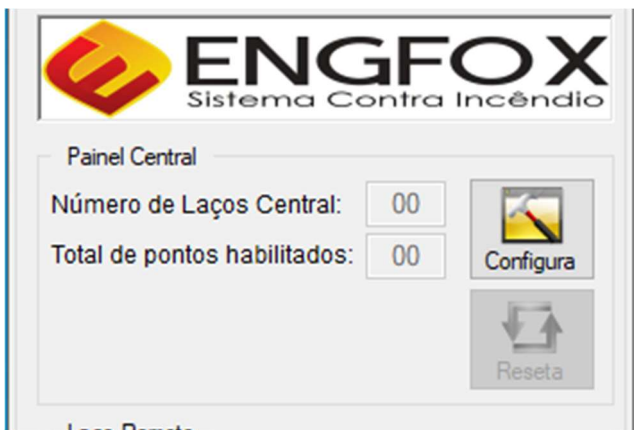 ENGFOX
Sistema Contra Incêndio
Painel Central
Número de Laços Central: 00
Total de pontos habilitados: 00
Configura
Reseta